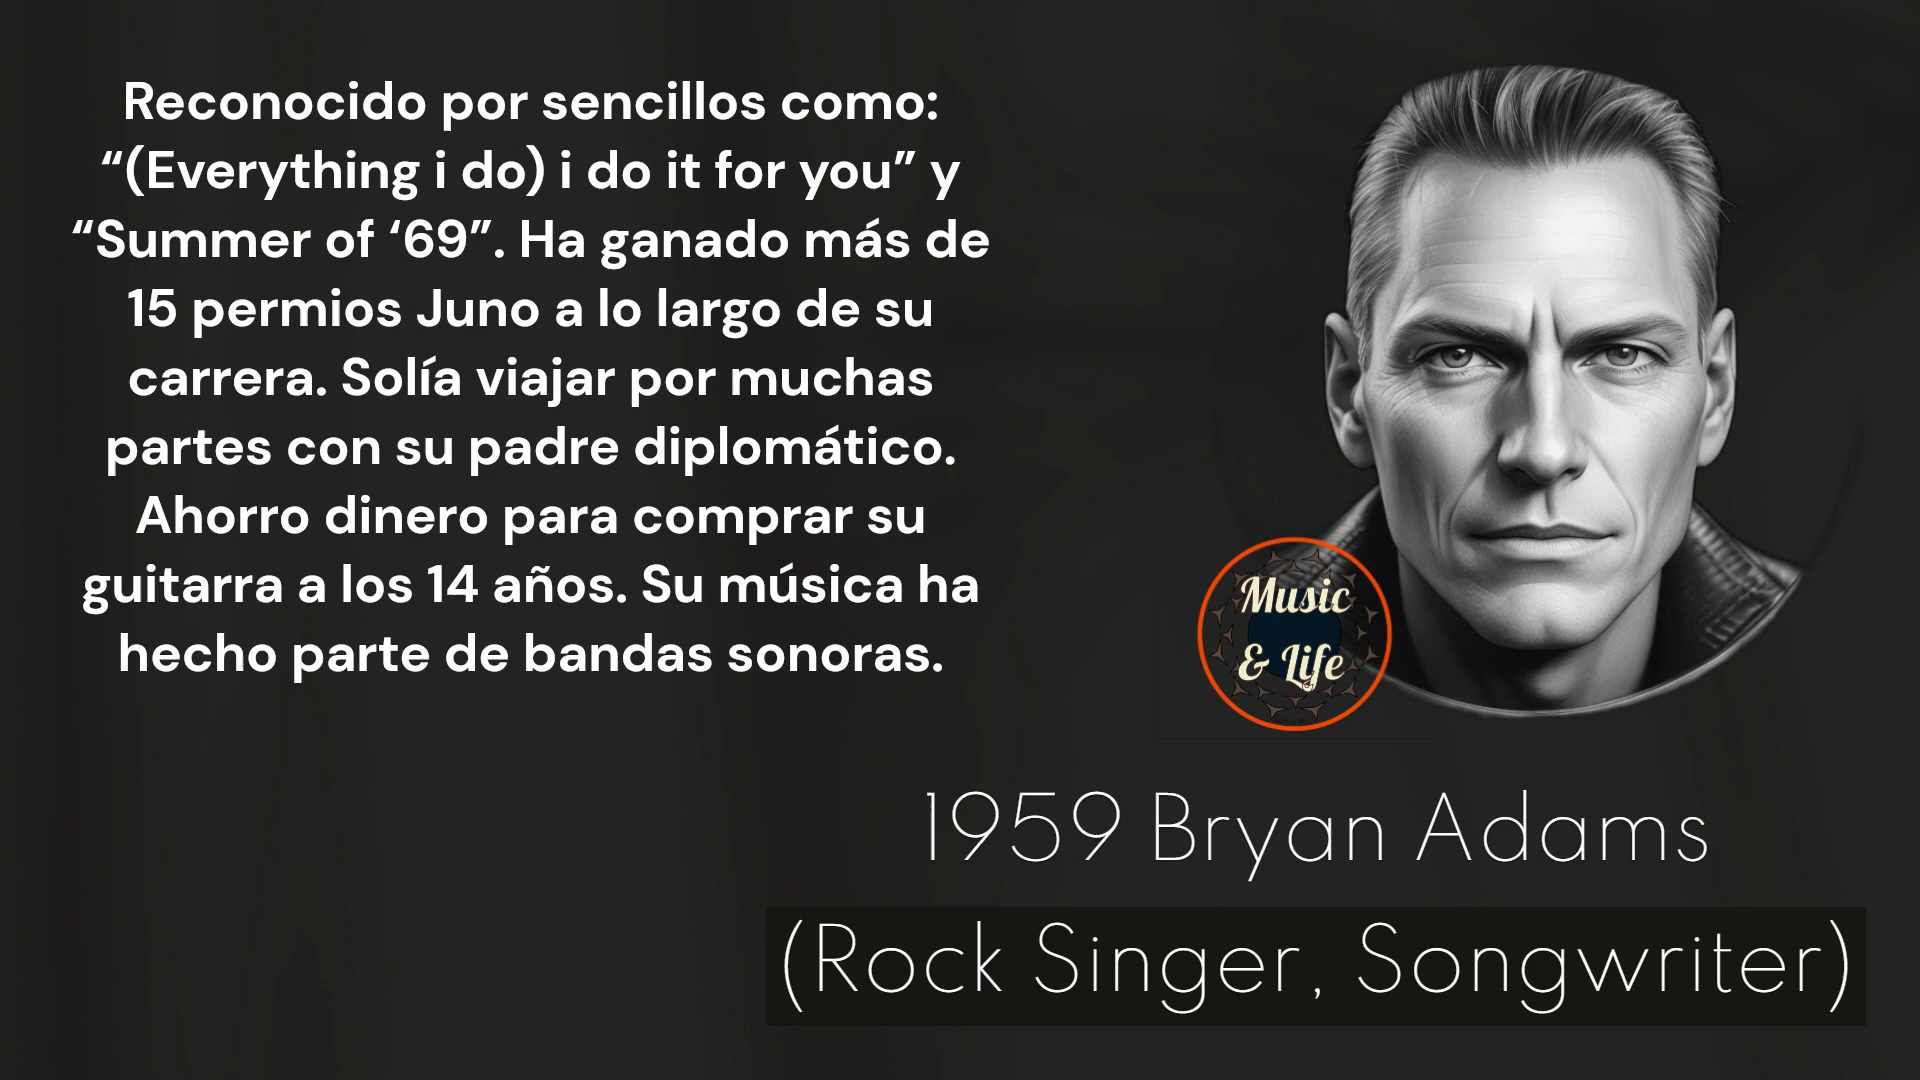 Reconocido por sencillos como:
“(Everything i do) i do it for you” y
“Summer of ‘69”. Ha ganado más de
15 permios Juno a lo largo de su
carrera. Solía viajar por muchas
partes con su padre diplomático.
Ahorro dinero para comprar su
guitarra a los 14 años. Su música ha
hecho parte de bandas sonoras.
Music
& Life
1959 Bryan Adams
(Rock Singer, Songwriter)